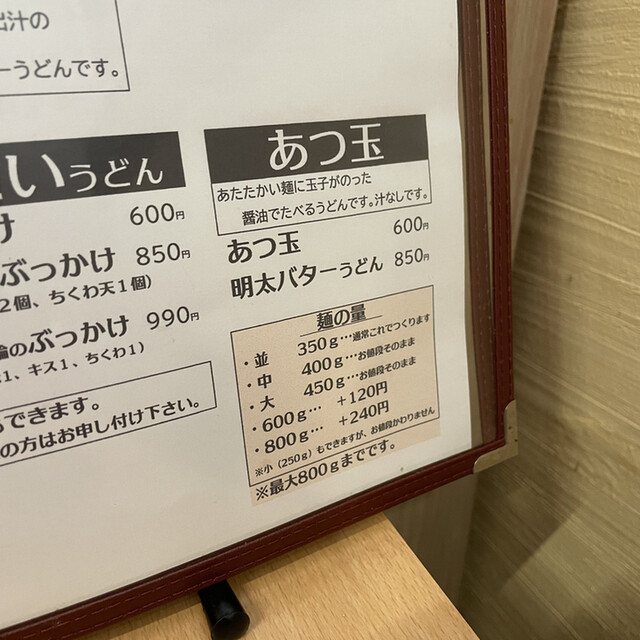 出汁の
ーうどんです。
いうどん
け 600円
ぶっかけ 850円
2個、ちくわ天1個）
のぶっかけ 990円
1、キス1、ちくわ1）
できます。
の方はお申し付け下さい。
あつ玉
あたたかい麺に玉子がのった
醤油でたべるうどんです。汁なしです。
あつ玉 600円
明太バターうどん 850円
麺の量
・並 350g…通常これでつくります
・中 400g…お値段そのまま
・大 450g…お値段そのまま
・600g… +120円
・800g… +240円
※小（250g）もできますが、お値段かわりません
※最大800gまでです。